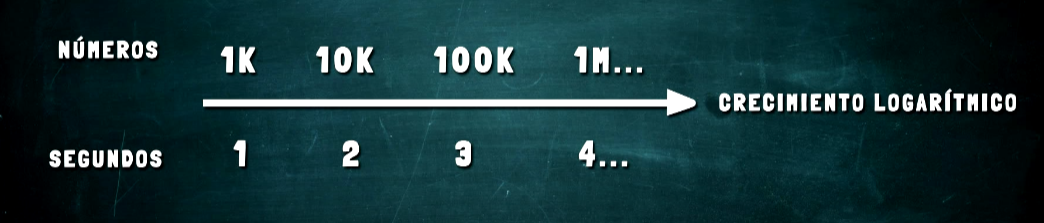 NÚMEROS 1K 10K 100K 1M...
CRECIMIENTO LOGARÍTMICO
SEGUNDOS 1 2 3 4...